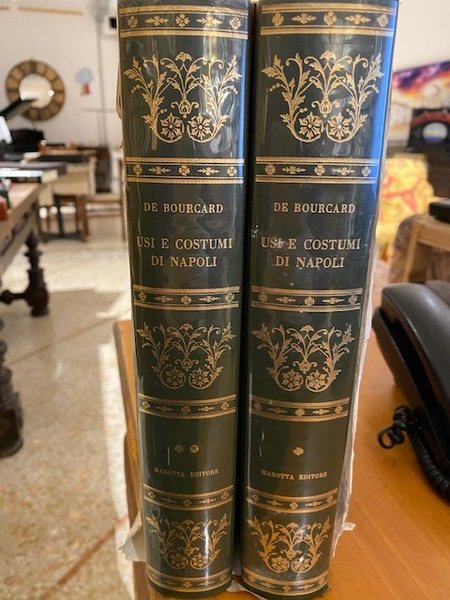 DE BOURCARD
USI E COSTUMI
DI NAPOLI
MAROTTA EDITORE
DE BOURCARD
USI E COSTUMI
DI NAPOLI
MAROTTA EDITORE